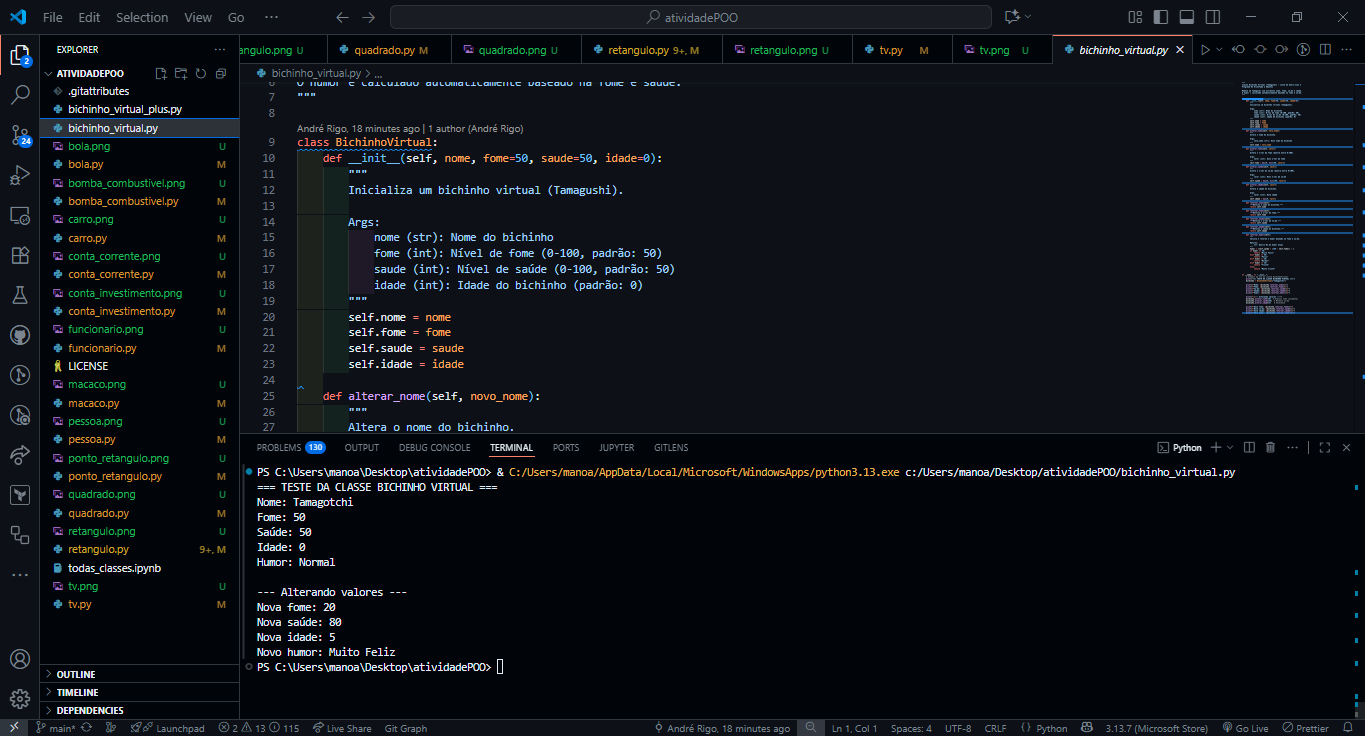 File Edit Selection View Go ··· atividadePOO
EXPLORER ···
ATIVIDADEPOO
.gitattributes
bichinho_virtual_plus.py
bichinho_virtual.py
bola.png U
bola.py M
bomba_combustivel.png U
bomba_combustivel.py M
carro.png U
carro.py M
conta_corrente.png U
conta_corrente.py M
conta_investimento.png U
conta_investimento.py M
funcionario.png U
funcionario.py M
LICENSE
macaco.png U
macaco.py M
pessoa.png U
pessoa.py M
ponto_retangulo.png U
ponto_retangulo.py M
quadrado.png U
quadrado.py M
retangulo.png U
retangulo.py 9+, M
todas_classes.ipynb
tv.png U
tv.py M
OUTLINE
TIMELINE
DEPENDENCIES
2
24
angulo.png U quadrado.py M quadrado.png U retangulo.py 9+, M retangulo.png U tv.py M tv.png U bichinho_virtual.py
bichinho_virtual.py > ...
6 O humor é calculado automaticamente baseado na fome e saúde.
7 """
8
André Rigo, 18 minutes ago | 1 author (André Rigo)
9 class BichinhoVirtual:
10 def __init__(self, nome, fome=50, saude=50, idade=0):
11 """
12 Inicializa um bichinho virtual (Tamagushi).
13
14 Args:
15 nome (str): Nome do bichinho
16 fome (int): Nível de fome (0-100, padrão: 50)
17 saude (int): Nível de saúde (0-100, padrão: 50)
18 idade (int): Idade do bichinho (padrão: 0)
19 """
20 self.nome = nome
21 self.fome = fome
22 self.saude = saude
23 self.idade = idade
24
25 def alterar_nome(self, novo_nome):
26 """
27 Altera o nome do bichinho.
PROBLEMS 130 OUTPUT DEBUG CONSOLE TERMINAL PORTS JUPYTER GITLENS Python
PS C:\Users\manoa\Desktop\atividadePOO> & C:/Users/manoa/AppData/Local/Microsoft/WindowsApps/python3.13.exe c:/Users/manoa/Desktop/atividadePOO/bichinho_virtual.py
=== TESTE DA CLASSE BICHINHO VIRTUAL ===
Nome: Tamagotchi
Fome: 50
Saúde: 50
Idade: 0
Humor: Normal
--- Alterando valores ---
Nova fome: 20
Nova saúde: 80
Nova idade: 5
Novo humor: Muito Feliz
PS C:\Users\manoa\Desktop\atividadePOO>
main* Launchpad 2 13 115 Live Share Git Graph André Rigo, 18 minutes ago Ln 1, Col 1 Spaces: 4 UTF-8 CRLF Python 3.13.7 (Microsoft Store) Go Live Prettier